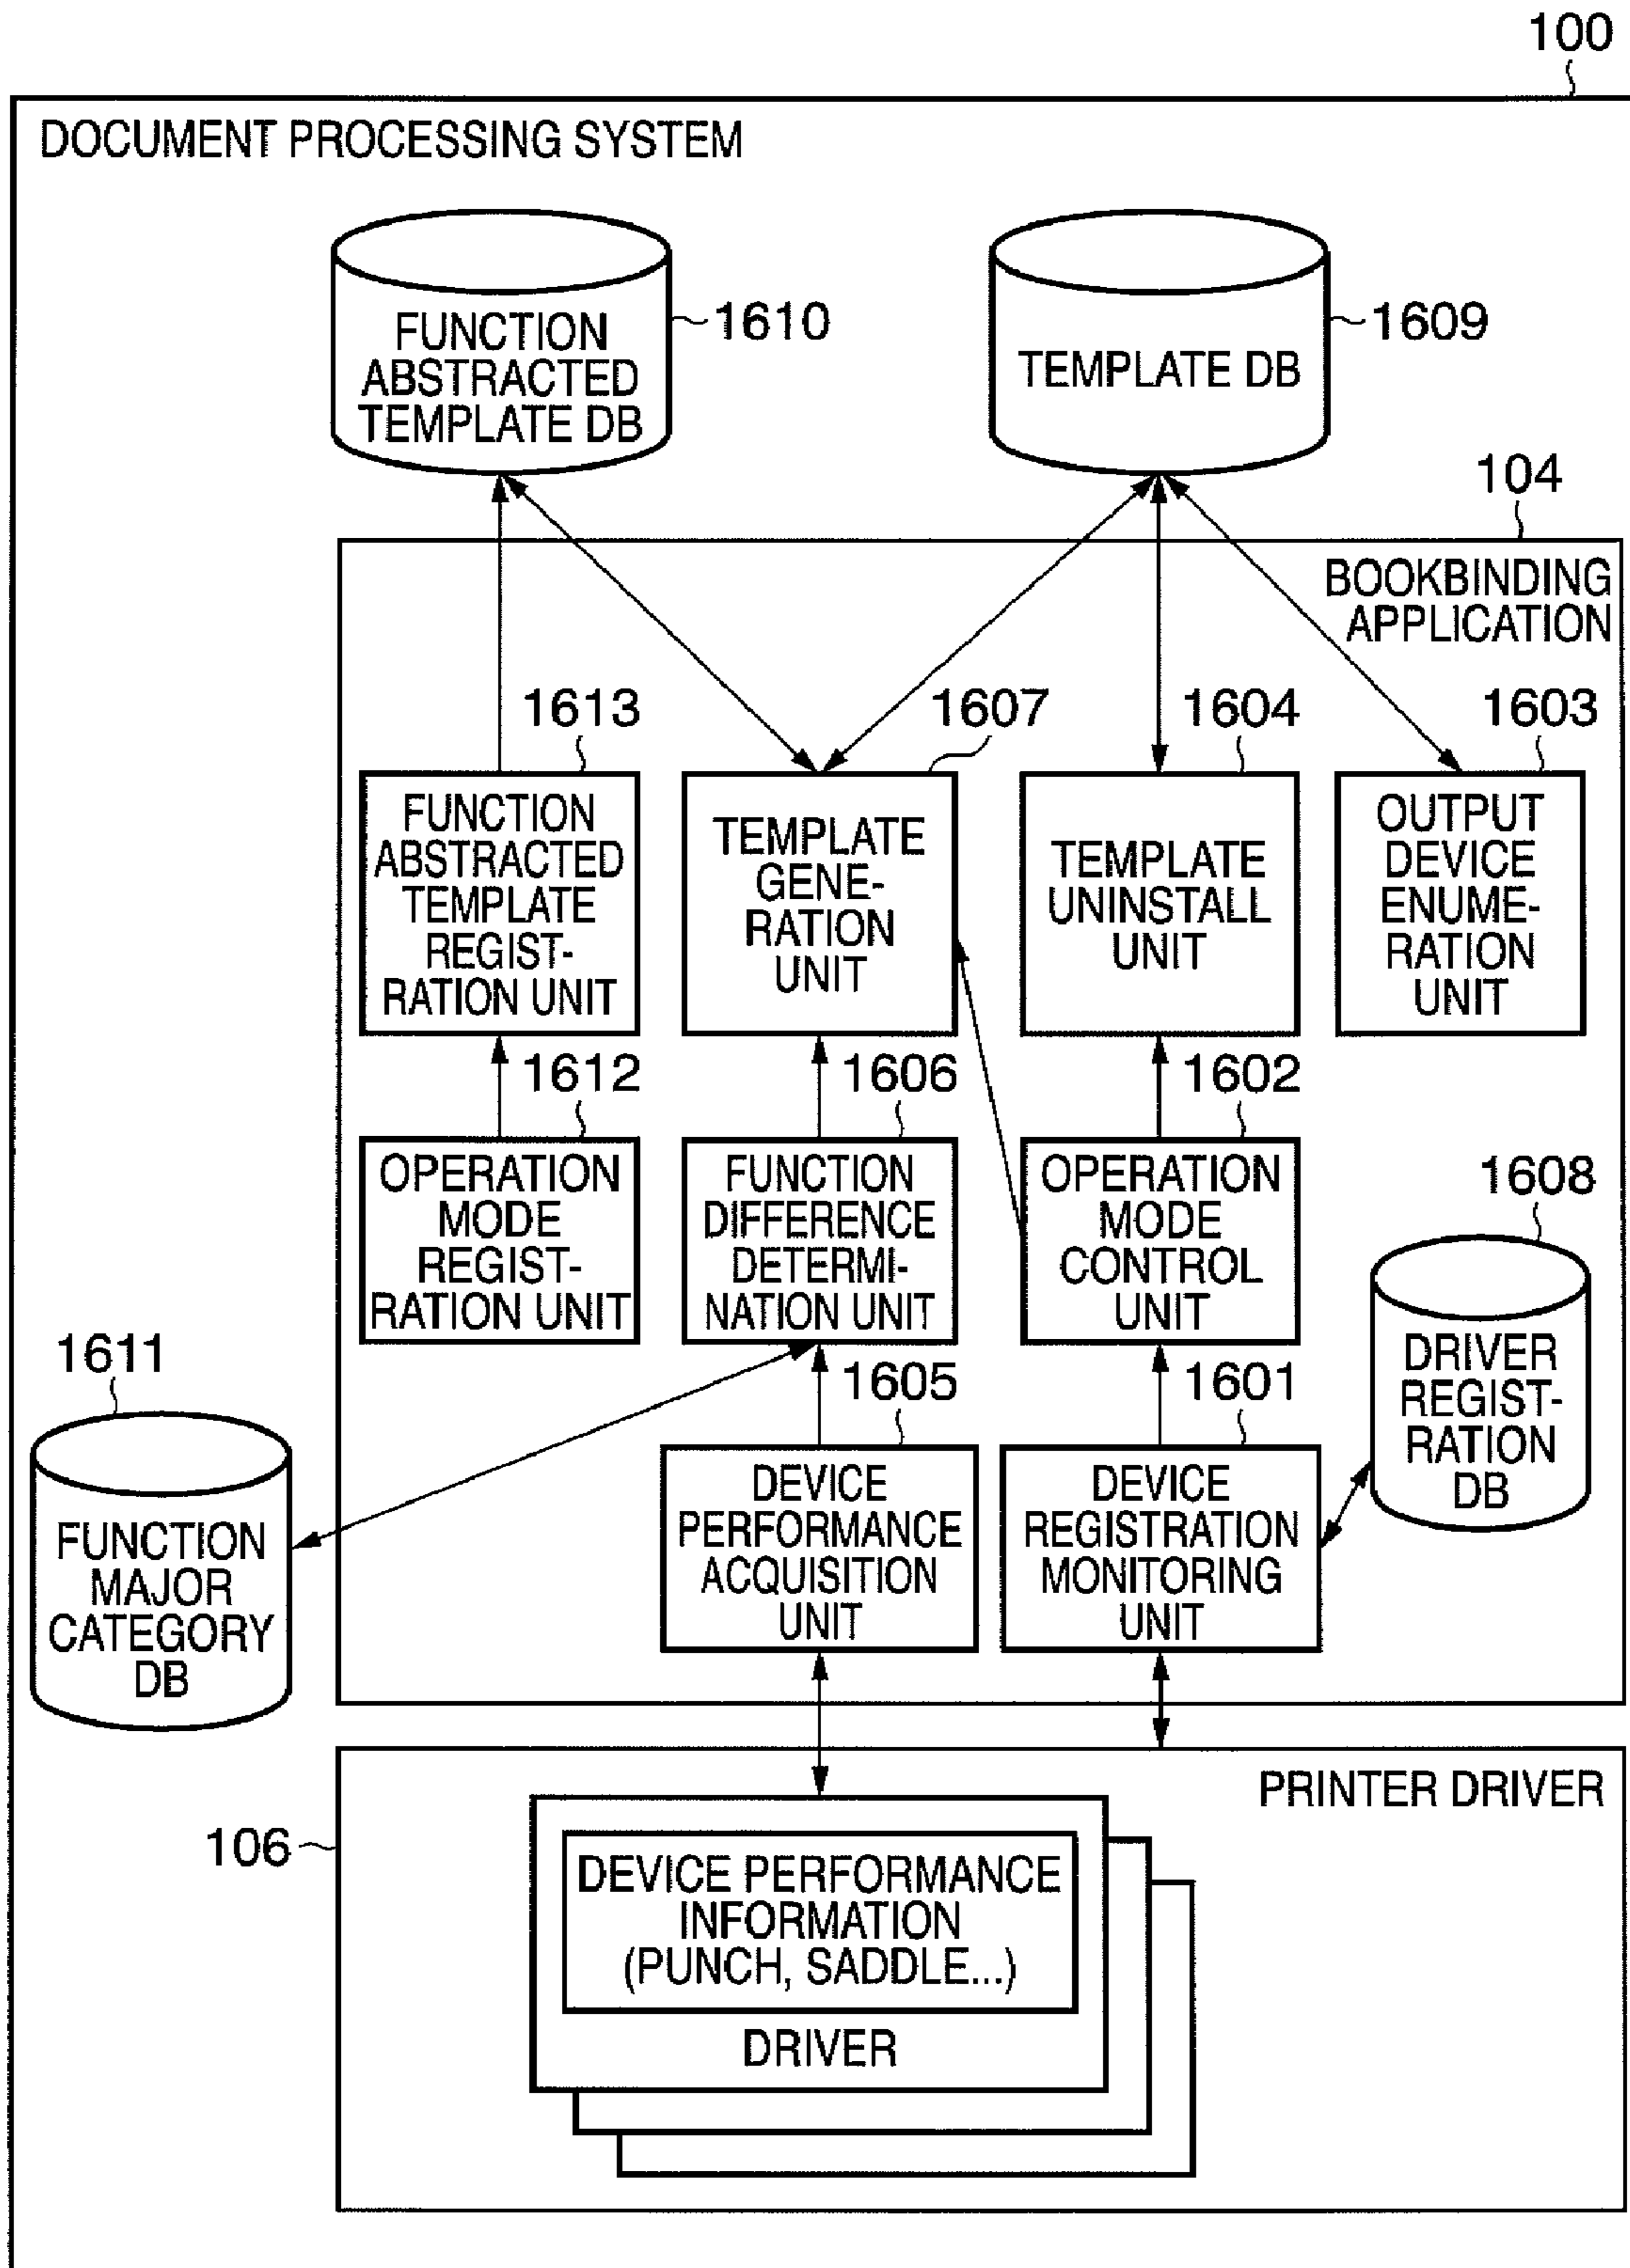 100
DOCUMENT PROCESSING SYSTEM
FUNCTION
ABSTRACTED
TEMPLATE DB
1610
TEMPLATE DB
1609
104
BOOKBINDING
APPLICATION
1613
1607
1604
1603
FUNCTION
ABSTRACTED
TEMPLATE
REGIST-
RATION UNIT
TEMPLATE
GENE-
RATION
UNIT
TEMPLATE
UNINSTALL
UNIT
OUTPUT
DEVICE
ENUME-
RATION
UNIT
1612
1606
1602
OPERATION
MODE
REGIST-
RATION UNIT
FUNCTION
DIFFERENCE
DETERMI-
NATION UNIT
OPERATION
MODE
CONTROL
UNIT
1608
DRIVER
REGIST-
RATION
DB
1611
1605
1601
FUNCTION
MAJOR
CATEGORY
DB
DEVICE
PERFORMANCE
ACQUISITION
UNIT
DEVICE
REGISTRATION
MONITORING
UNIT
PRINTER DRIVER
106
DEVICE PERFORMANCE
INFORMATION
(PUNCH, SADDLE...)
DRIVER